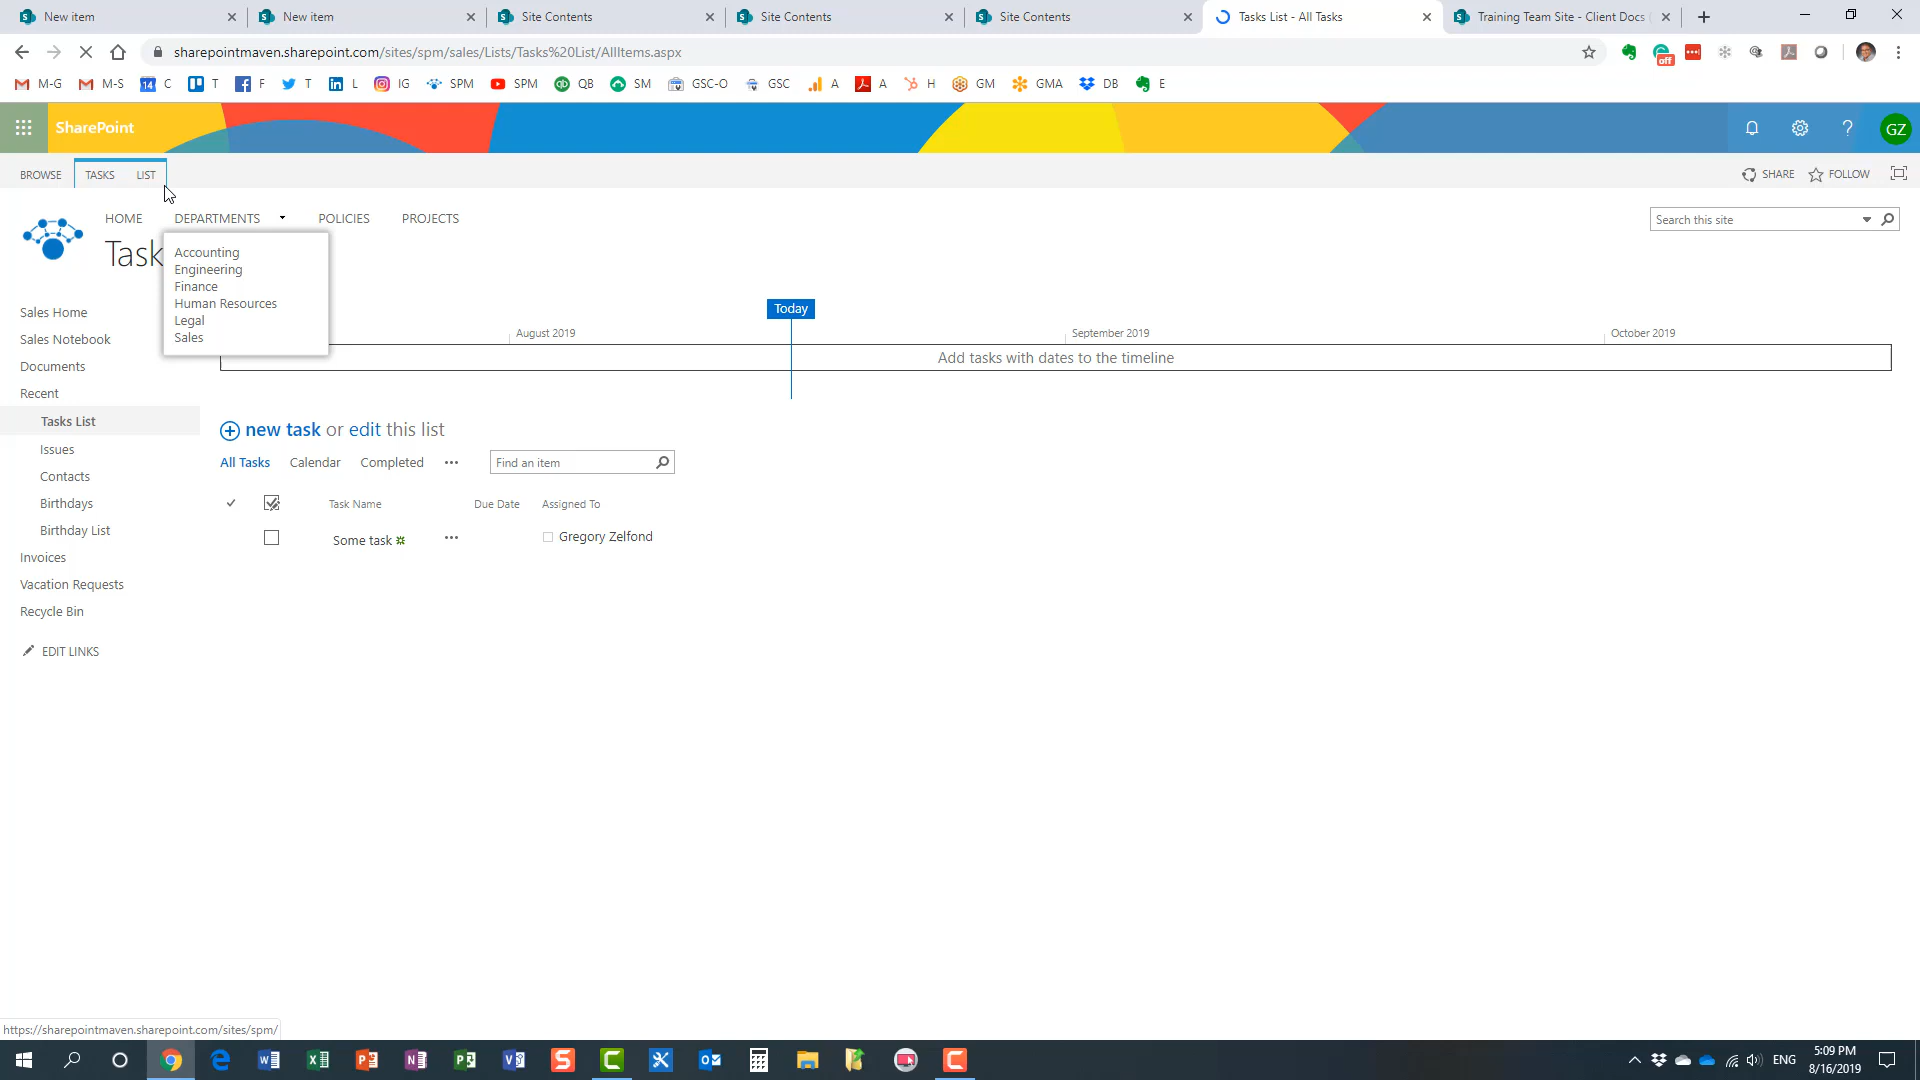 New item
New item
Site Contents
Site Contents
Site Contents
Tasks List - All Tasks
Training Team Site - Client Docs
sharepointmaven.sharepoint.com/sites/spm/sales/Lists/Tasks%20List/AllItems.aspx
off
M-G
M-S
14
C
T
F
T
L
IG
SPM
SPM
QB
SM
GSC-O
GSC
A
A
H
GM
GMA
DB
E
SharePoint
GZ
BROWSE
TASKS
LIST
SHARE
FOLLOW
HOME
DEPARTMENTS
POLICIES
PROJECTS
Search this site
Task
Accounting
Engineering
Finance
Human Resources
Legal
Sales
Sales Home
Sales Notebook
Documents
Recent
Tasks List
Issues
Contacts
Birthdays
Birthday List
Invoices
Vacation Requests
Recycle Bin
EDIT LINKS
Today
August 2019
September 2019
October 2019
Add tasks with dates to the timeline
new task or edit this list
All Tasks
Calendar
Completed
Find an item
Task Name
Due Date
Assigned To
Some task
Gregory Zelfond
https://sharepointmaven.sharepoint.com/sites/spm/
ENG
5:09 PM
8/16/2019